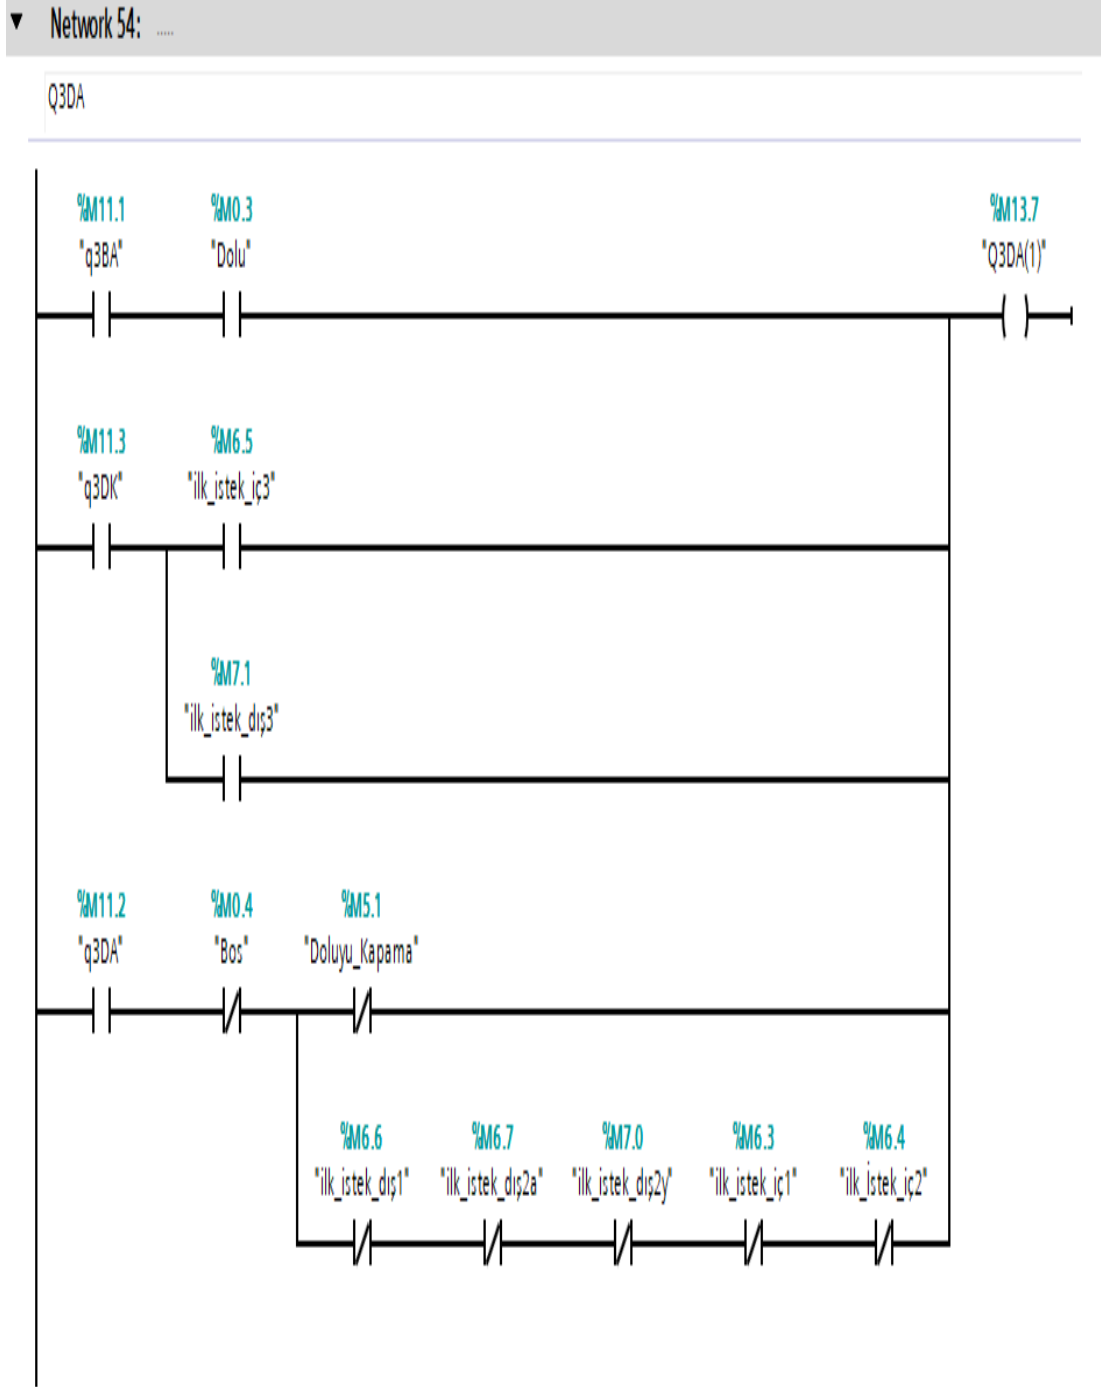 Network 54: .....
Q3DA
%M11.1 %M0.3 %M13.7
"q3BA" "Dolu" "Q3DA(1)"
%M11.3 %M6.5
"q3DK" "ilk_istek_iç3"
%M7.1
"ilk_istek_dış3"
%M11.2 %M0.4 %M5.1
"q3DA" "Bos" "Doluyu_Kapama"
%M6.6 %M6.7 %M7.0 %M6.3 %M6.4
"ilk_istek_dış1" "ilk_istek_dış2a" "ilk_istek_dış2y" "ilk_istek_iç1" "ilk_İstek_iç2"